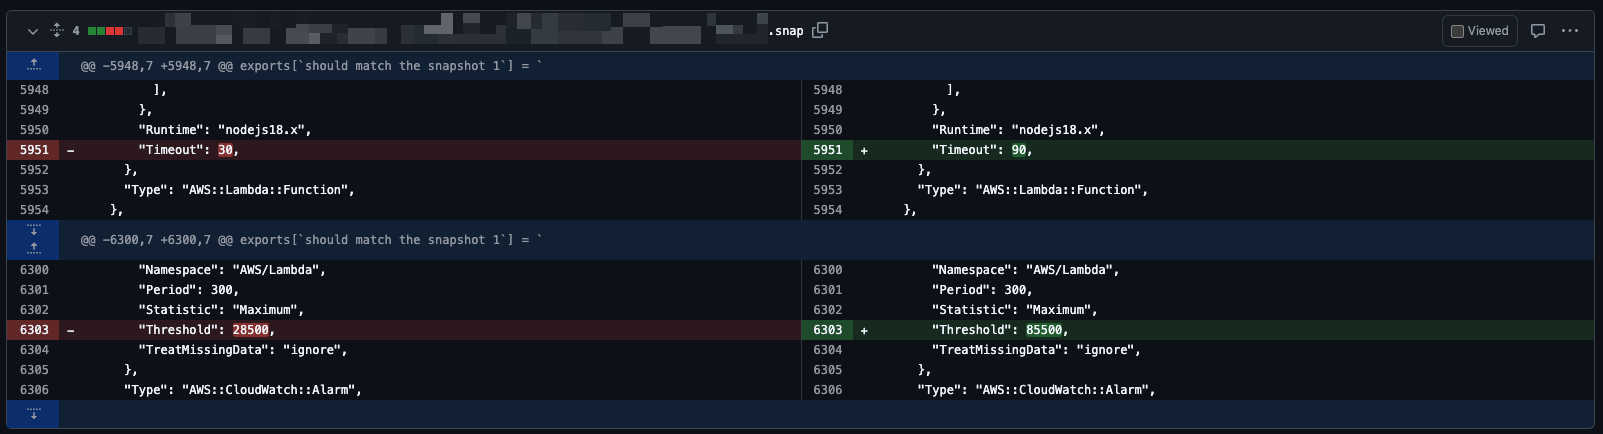 4 .snap Viewed
@@ -5948,7 +5948,7 @@ exports[`should match the snapshot 1`] = `
5948 ], 5948 ],
5949 }, 5949 },
5950 "Runtime": "nodejs18.x", 5950 "Runtime": "nodejs18.x",
5951 - "Timeout": 30, 5951 + "Timeout": 90,
5952 }, 5952 },
5953 "Type": "AWS::Lambda::Function", 5953 "Type": "AWS::Lambda::Function",
5954 }, 5954 },
@@ -6300,7 +6300,7 @@ exports[`should match the snapshot 1`] = `
6300 "Namespace": "AWS/Lambda", 6300 "Namespace": "AWS/Lambda",
6301 "Period": 300, 6301 "Period": 300,
6302 "Statistic": "Maximum", 6302 "Statistic": "Maximum",
6303 - "Threshold": 28500, 6303 + "Threshold": 85500,
6304 "TreatMissingData": "ignore", 6304 "TreatMissingData": "ignore",
6305 }, 6305 },
6306 "Type": "AWS::CloudWatch::Alarm", 6306 "Type": "AWS::CloudWatch::Alarm",